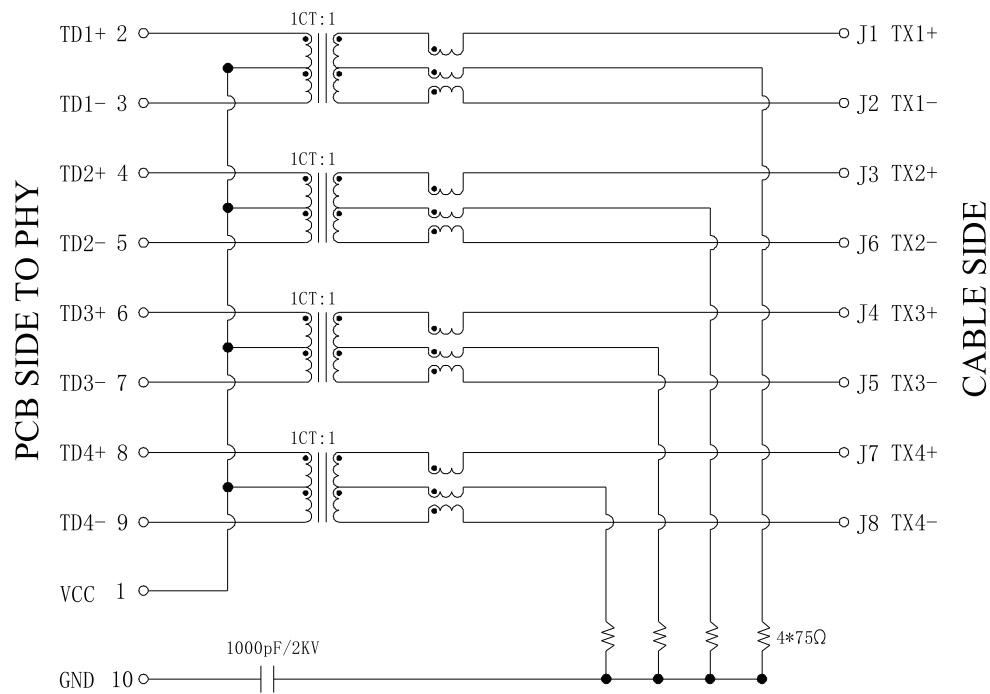 1CT:1
TD1+ 2
J1 TX1+
TD1- 3
J2 TX1-
1CT:1
TD2+ 4
J3 TX2+
TD2- 5
J6 TX2-
PCB SIDE TO PHY
CABLE SIDE
1CT:1
TD3+ 6
J4 TX3+
TD3- 7
J5 TX3-
1CT:1
TD4+ 8
J7 TX4+
TD4- 9
J8 TX4-
VCC 1
4*75Ω
1000pF/2KV
GND 10